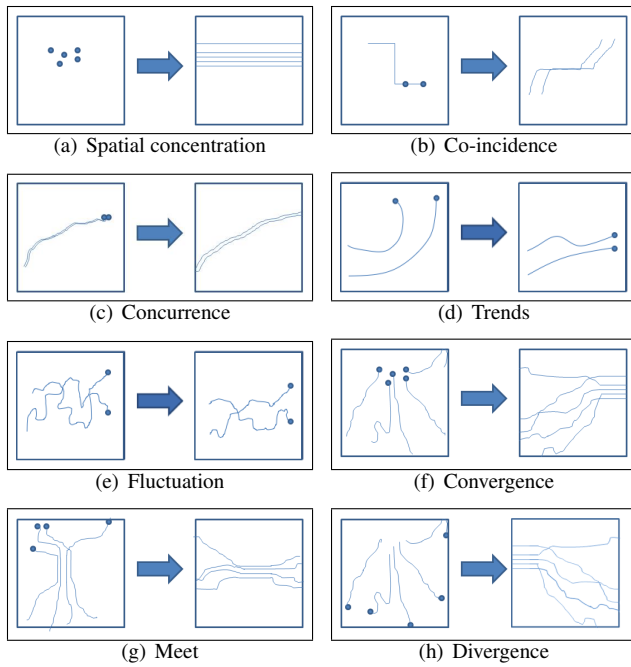 (a) Spatial concentration
(b) Co-incidence
(c) Concurrence
(d) Trends
(e) Fluctuation
(f) Convergence
(g) Meet
(h) Divergence